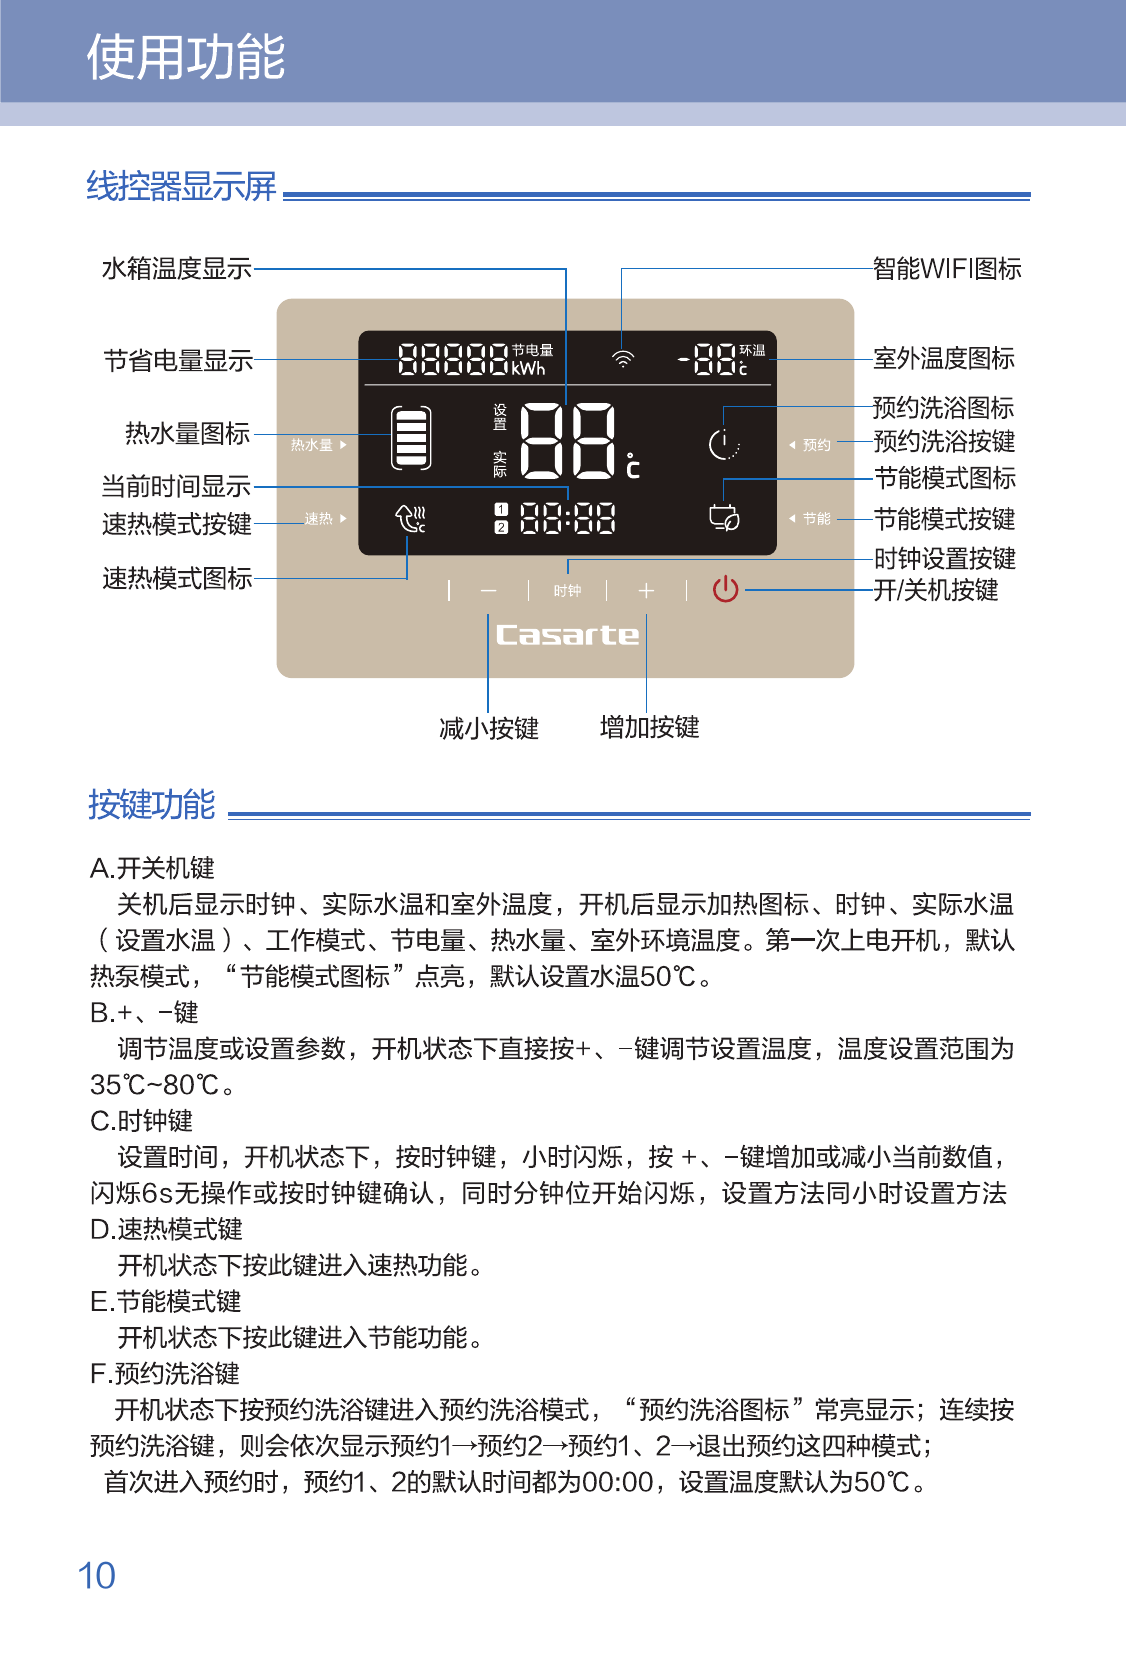 使用功能
线控器显示屏
水箱温度显示
智能WIFI图标
节省电量显示
88888 节电量
kWh
-88 环温
℃
室外温度图标
热水量图标
热水量
设置
88
℃
实际
预约洗浴图标
预约
预约洗浴按键
当前时间显示
节能模式图标
速热模式按键
速热
℃
1
2
88:88
节能
节能模式按键
速热模式图标
时钟设置按键
－
时钟
＋
开/关机按键
Casarte
减小按键
增加按键
按键功能
A.开关机键
关机后显示时钟、实际水温和室外温度，开机后显示加热图标、时钟、实际水温
（设置水温）、工作模式、节电量、热水量、室外环境温度。第一次上电开机，默认
热泵模式，“节能模式图标”点亮，默认设置水温50℃。
B.+、-键
调节温度或设置参数，开机状态下直接按+、-键调节设置温度，温度设置范围为
35℃~80℃。
C.时钟键
设置时间，开机状态下，按时钟键，小时闪烁，按 +、-键增加或减小当前数值，
闪烁6s无操作或按时钟键确认，同时分钟位开始闪烁，设置方法同小时设置方法
D.速热模式键
开机状态下按此键进入速热功能。
E.节能模式键
开机状态下按此键进入节能功能。
F.预约洗浴键
开机状态下按预约洗浴键进入预约洗浴模式，“预约洗浴图标”常亮显示；连续按
预约洗浴键，则会依次显示预约1→预约2→预约1、2→退出预约这四种模式；
首次进入预约时，预约1、2的默认时间都为00:00，设置温度默认为50℃。
10